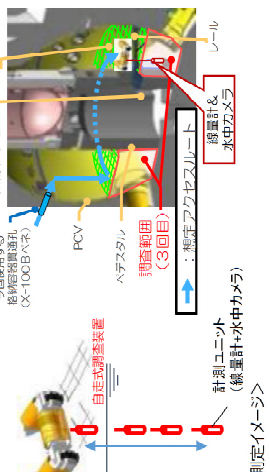 格納容器貫通孔
(X-100Bペネ)
PCV
ペデスタル
調査範囲
(3回目)
レール
線量計&
水中カメラ
：想定アクセスルート
自走式調査装置
計測ユニット
(線量計+水中カメラ)
測定イメージ>